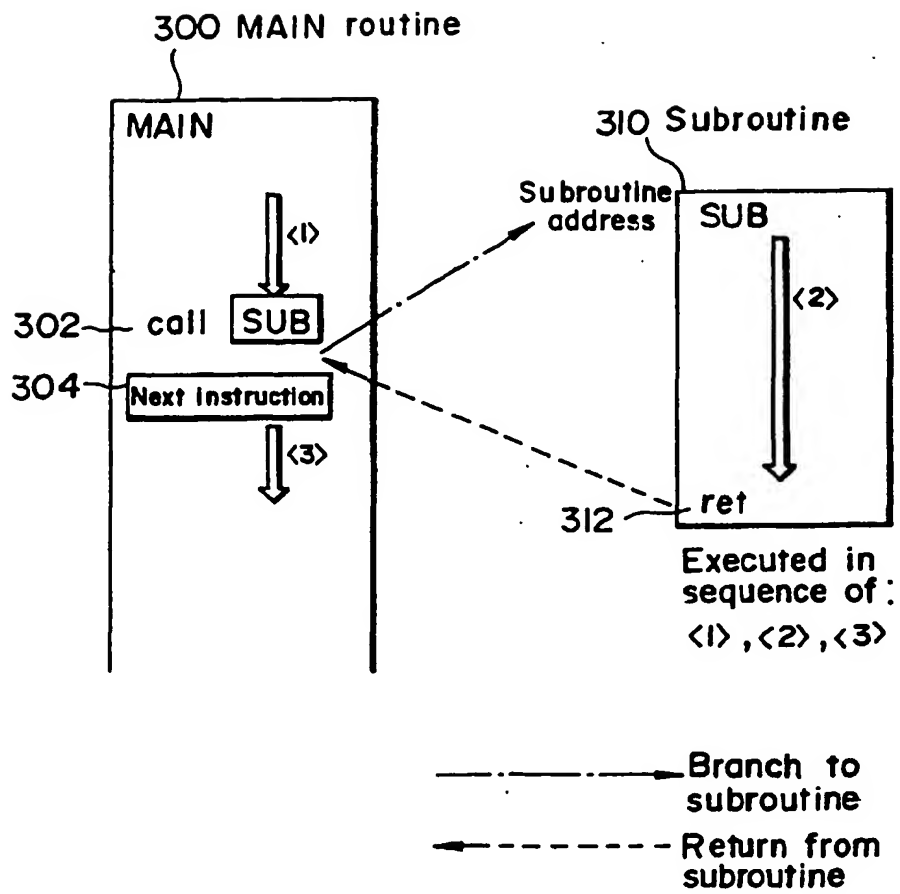 300 MAIN routine
MAIN
310 Subroutine
Subroutine
address
SUB
<1>
<2>
302 call SUB
304 Next Instruction
<3>
312 ret
Executed in
sequence of :
<1> , <2> , <3>
Branch to
subroutine
Return from
subroutine